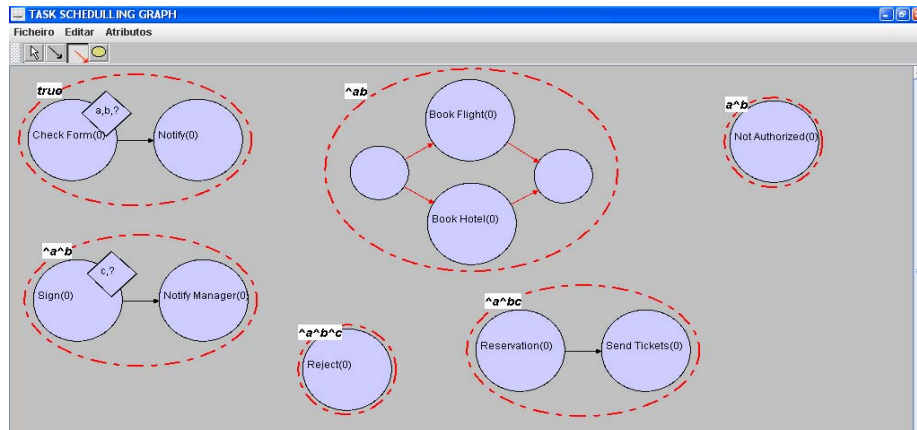 TASK SCHEDULLING GRAPH
Ficheiro Editar Atributos
true
a,b,?
Check Form(0)
Notify(0)
^ab
Book Flight(0)
Book Hotel(0)
a^b
Not Authorized(0)
^a^b
c,?
Sign(0)
Notify Manager(0)
^a^b^c
Reject(0)
^a^bc
Reservation(0)
Send Tickets(0)